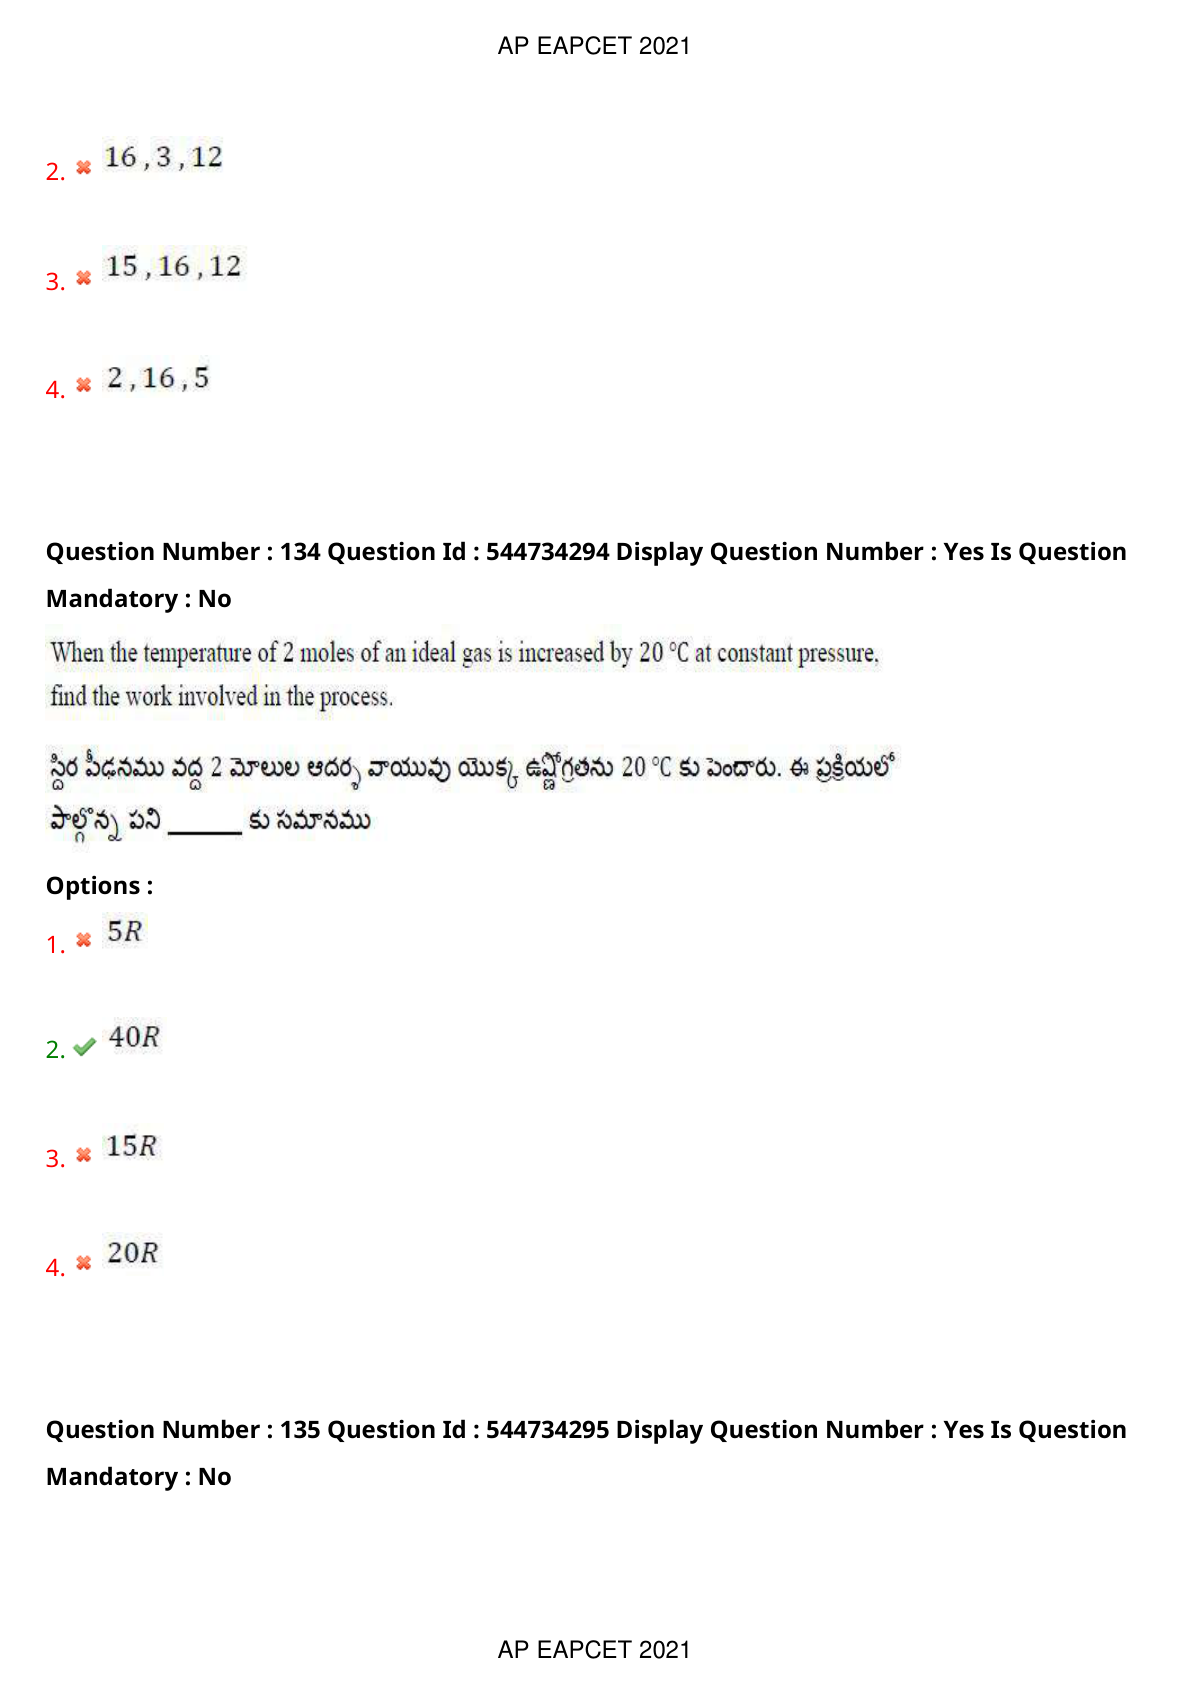 AP EAPCET 2021
2. 16 , 3 , 12
3. 15 , 16 , 12
4. 2 , 16 , 5
Question Number : 134 Question Id : 544734294 Display Question Number : Yes Is Question
Mandatory : No
When the temperature of 2 moles of an ideal gas is increased by 20 °C at constant pressure,
find the work involved in the process.
స్థిర పీఢనము వద్ద 2 మోలుల ఆదర్శ వాయువు యొక్క ఉష్ణోగ్రతను 20 °C కు పెందారు. ఈ ప్రక్రియలో
పాల్గొన్న పని ______ కు సమానము
Options :
1. 5R
2. 40R
3. 15R
4. 20R
Question Number : 135 Question Id : 544734295 Display Question Number : Yes Is Question
Mandatory : No
AP EAPCET 2021